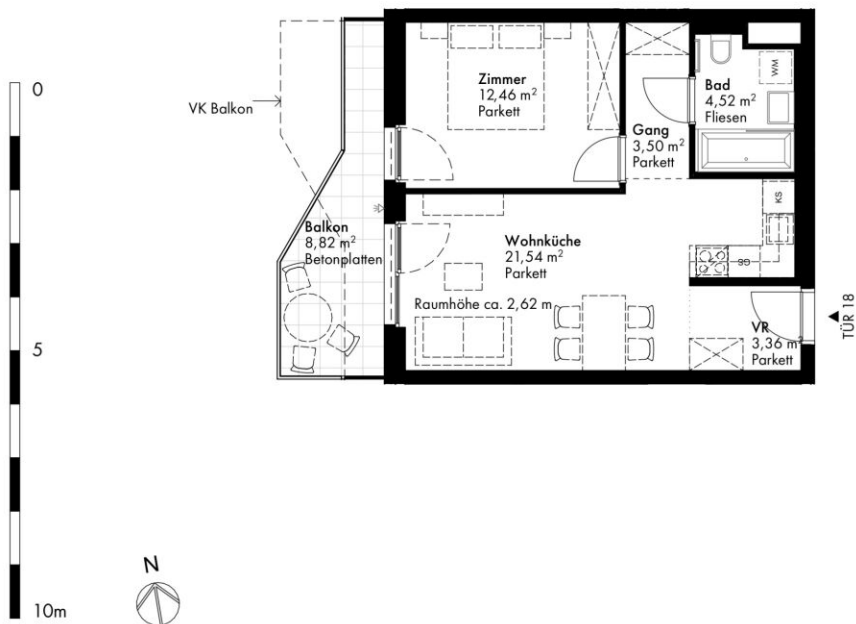 0
5
10m
N
VK Balkon
Zimmer
12,46 m²
Parkett
Bad
4,52 m²
Fliesen
WM
Gang
3,50 m²
Parkett
Balkon
8,82 m²
Betonplatten
Wohnküche
21,54 m²
Parkett
Raumhöhe ca. 2,62 m
KS
GS
VR
3,36 m²
Parkett
TÜR 18